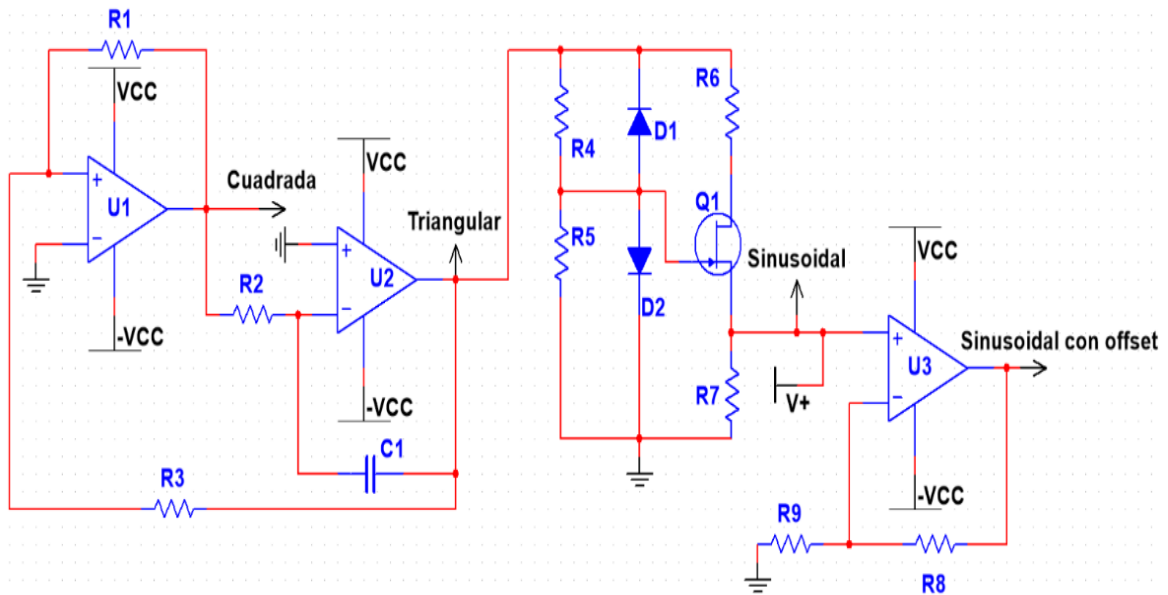 R1
VCC
U1
-VCC
Cuadrada
R2
VCC
U2
-VCC
C1
R3
Triangular
R4
R5
D1
D2
R6
Q1
Sinusoidal
R7
V+
VCC
U3
-VCC
Sinusoidal con offset
R9
R8